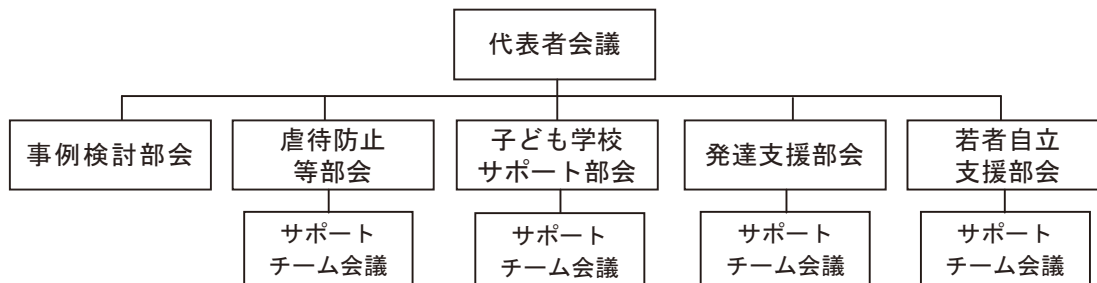 代表者会議
事例検討部会
虐待防止
等部会
子ども学校
サポート部会
発達支援部会
若者自立
支援部会
サポート
チーム会議
サポート
チーム会議
サポート
チーム会議
サポート
チーム会議